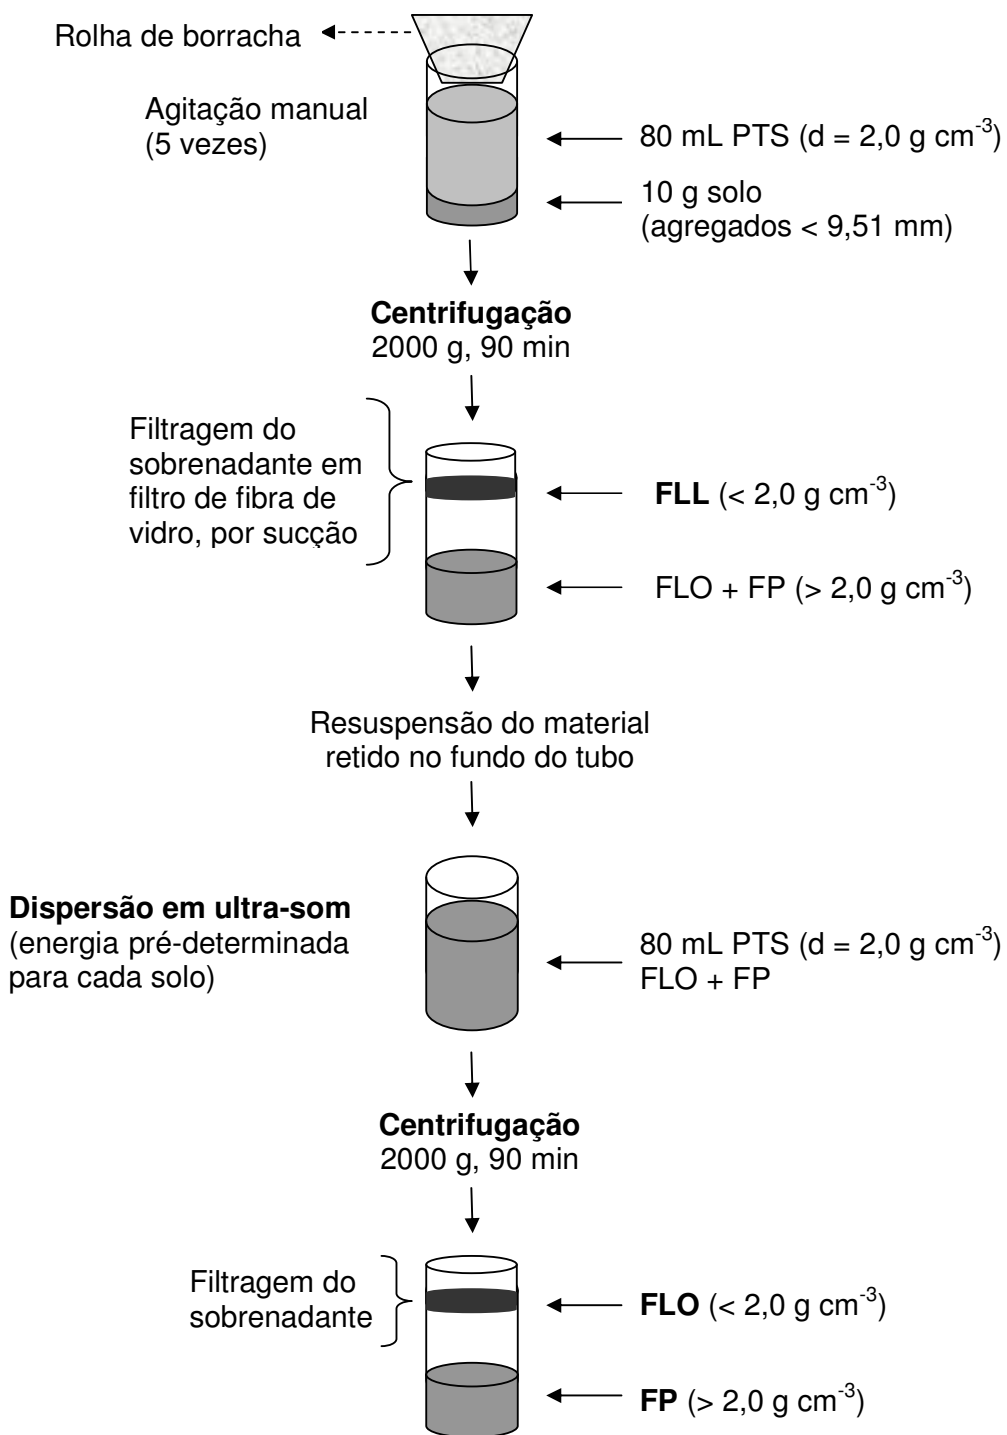 Rolha de borracha
Agitação manual
(5 vezes)
80 mL PTS (d = 2,0 g cm⁻³)
10 g solo
(agregados < 9,51 mm)
Centrifugação
2000 g, 90 min
Filtragem do
sobrenadante em
filtro de fibra de
vidro, por sucção
FLL (< 2,0 g cm⁻³)
FLO + FP (> 2,0 g cm⁻³)
Resuspensão do material
retido no fundo do tubo
Dispersão em ultra-som
(energia pré-determinada
para cada solo)
80 mL PTS (d = 2,0 g cm⁻³)
FLO + FP
Centrifugação
2000 g, 90 min
Filtragem do
sobrenadante
FLO (< 2,0 g cm⁻³)
FP (> 2,0 g cm⁻³)